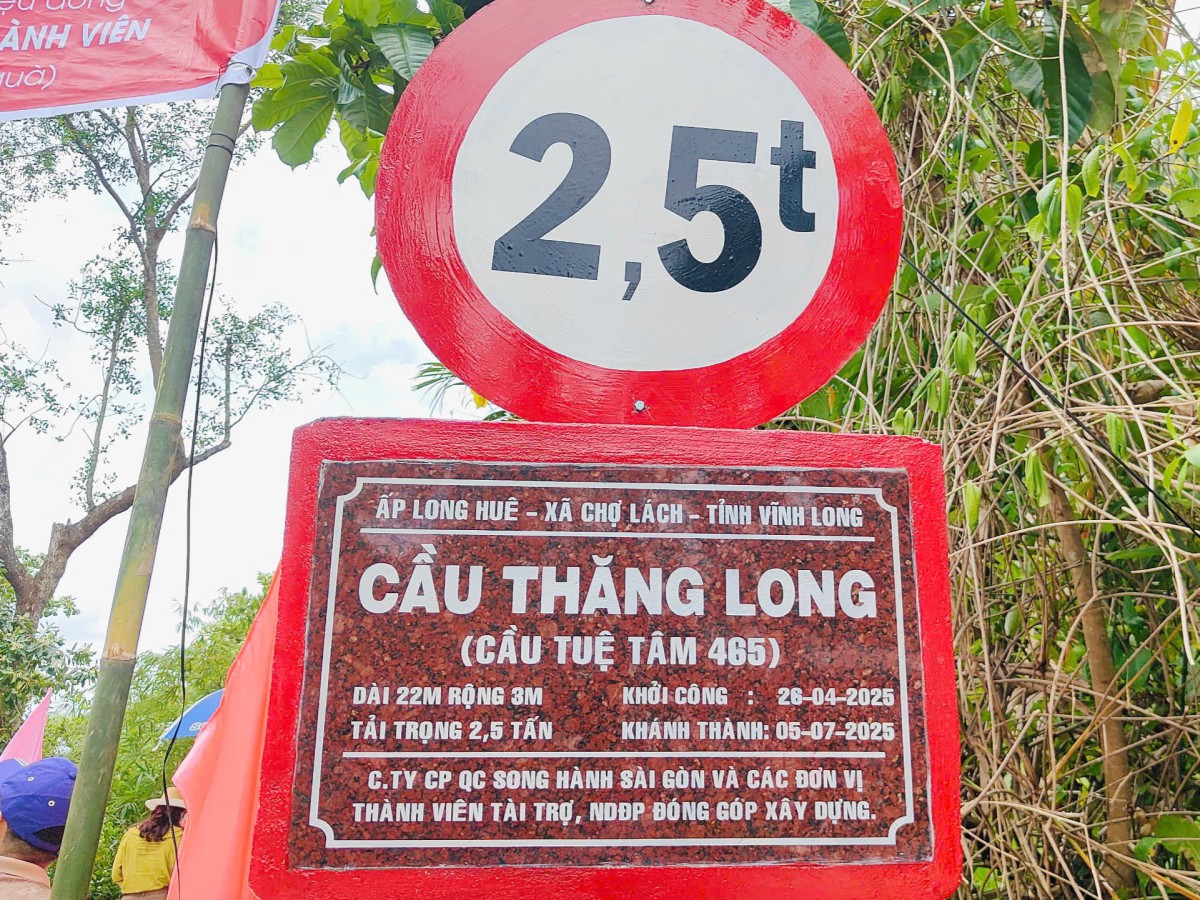 ÀNH VIÊN
quà)
2,5t
ẤP LONG HUÊ - XÃ CHỢ LÁCH - TỈNH VĨNH LONG
CẦU THĂNG LONG
(CẦU TUỆ TÂM 465)
DÀI 22M RỘNG 3M KHỞI CÔNG : 26-04-2025
TẢI TRỌNG 2,5 TẤN KHÁNH THÀNH: 05-07-2025
C.TY CP QC SONG HÀNH SÀI GÒN VÀ CÁC ĐƠN VỊ
THÀNH VIÊN TÀI TRỢ, NDĐP ĐÓNG GÓP XÂY DỰNG.